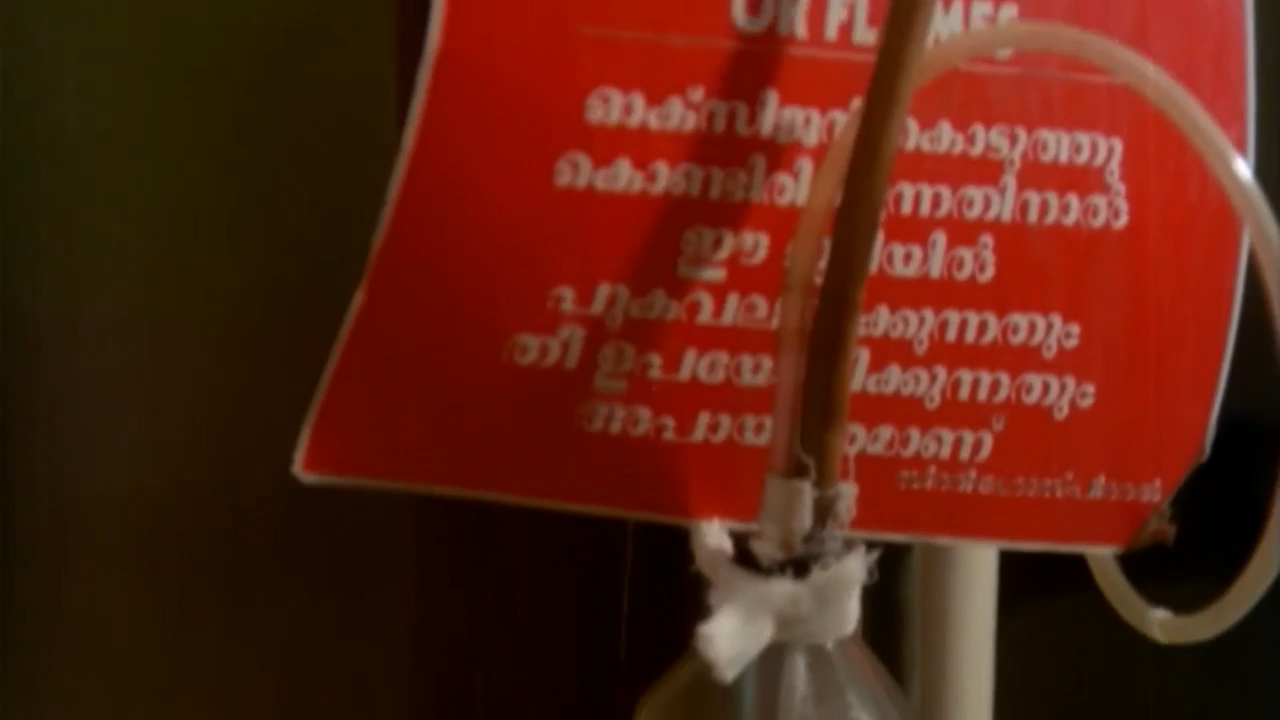 OR FLAMES
ഓക്സിജൻ കൊടുത്തു
കൊണ്ടിരിക്കുന്നതിനാൽ
ഈ മുറിയിൽ
പുകവലിക്കുന്നതും
തീ ഉപയോഗിക്കുന്നതും
അപായകരമാണ്